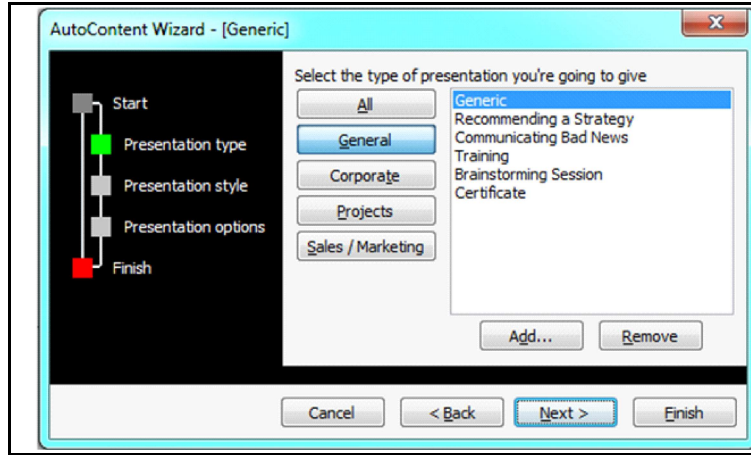 AutoContent Wizard - [Generic]
Start
Presentation type
Presentation style
Presentation options
Finish
Select the type of presentation you're going to give
All
General
Corporate
Projects
Sales / Marketing
Generic
Recommending a Strategy
Communicating Bad News
Training
Brainstorming Session
Certificate
Add...
Remove
Cancel
< Back
Next >
Finish